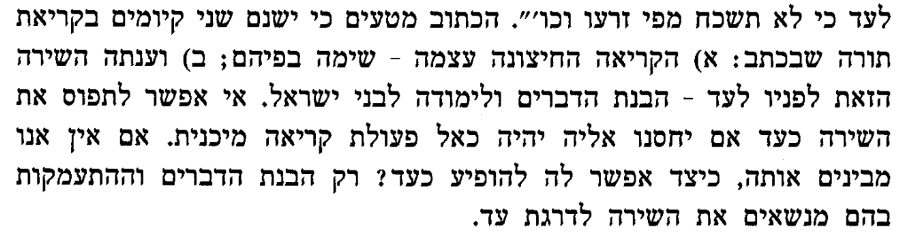 לעד כי לא תשכח מפי זרעו וכו'". הכתוב מטעים כי ישנם שני קיומים בקריאת
תורה שבכתב: א) הקריאה החיצונה עצמה - שימה בפיהם; ב) וענתה השירה
הזאת לפניו לעד - הבנת הדברים ולימודה לבני ישראל. אי אפשר לתפוס את
השירה כעד אם יחסנו אליה יהיה כאל פעולת קריאה מיכנית. אם אין אנו
מבינים אותה, כיצד אפשר לה להופיע כעד? רק הבנת הדברים וההתעמקות
בהם מנשאים את השירה לדרגת עד.